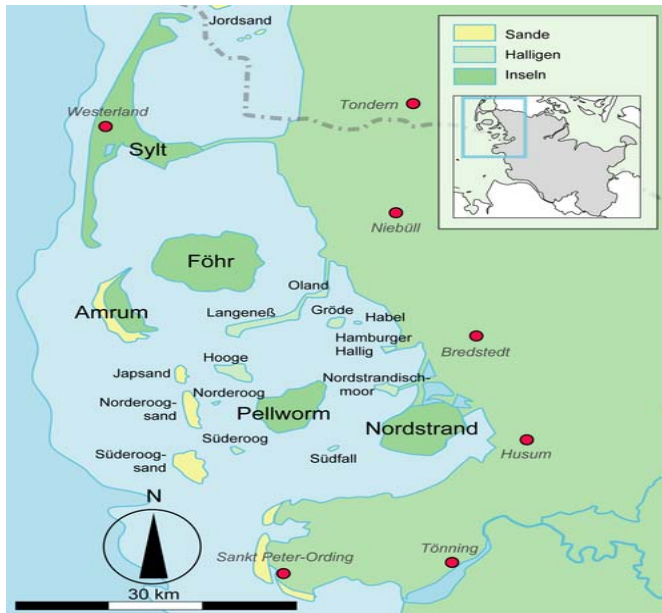 Jordsand
Sande
Halligen
Inseln
Westerland
Tondern
Sylt
Niebüll
Föhr
Oland
Amrum
Langeneß
Gröde
Habel
Hamburger
Hallig
Bredstedt
Hooge
Japsand
Nordstrandisch-
moor
Norderoog
Norderoog-
sand
Pellworm
Nordstrand
Süderoog
Süderoog-
sand
Südfall
Husum
N
Sankt Peter-Ording
Tönning
30 km